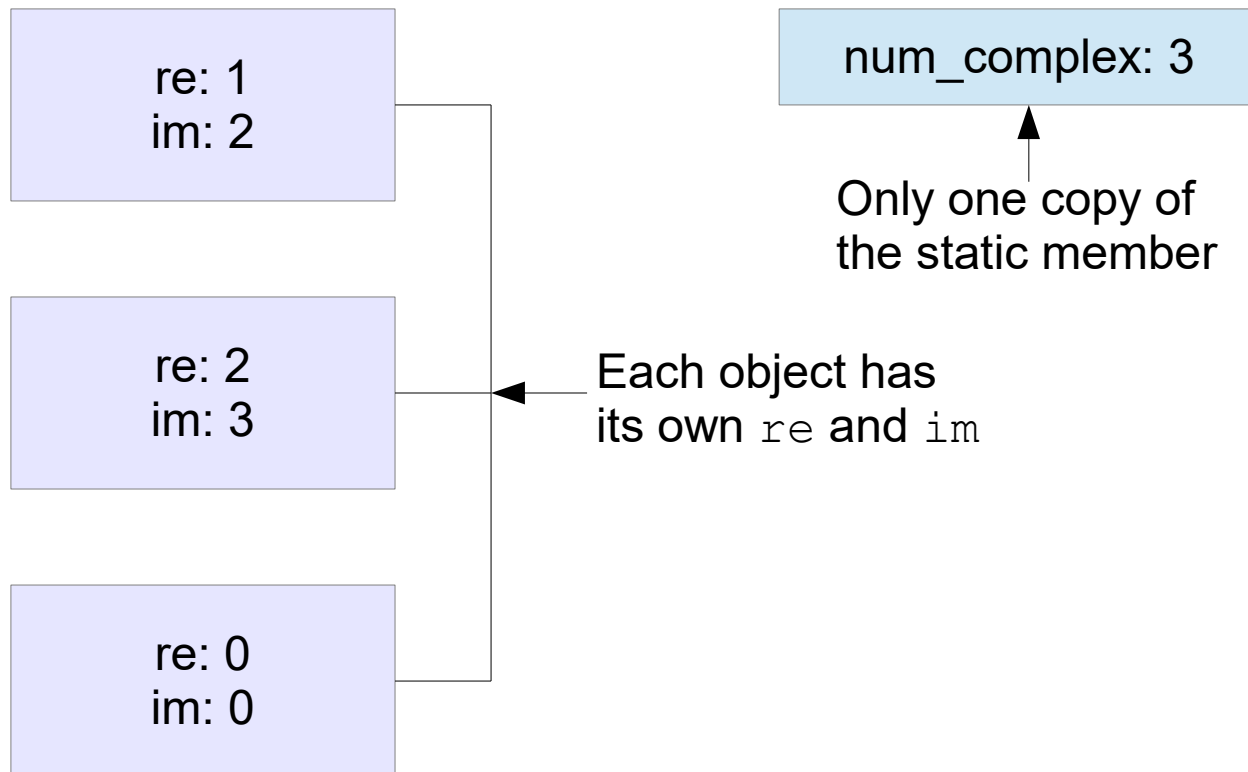 re: 1
im: 2
num_complex: 3
Only one copy of
the static member
re: 2
im: 3
Each object has
its own re and im
re: 0
im: 0